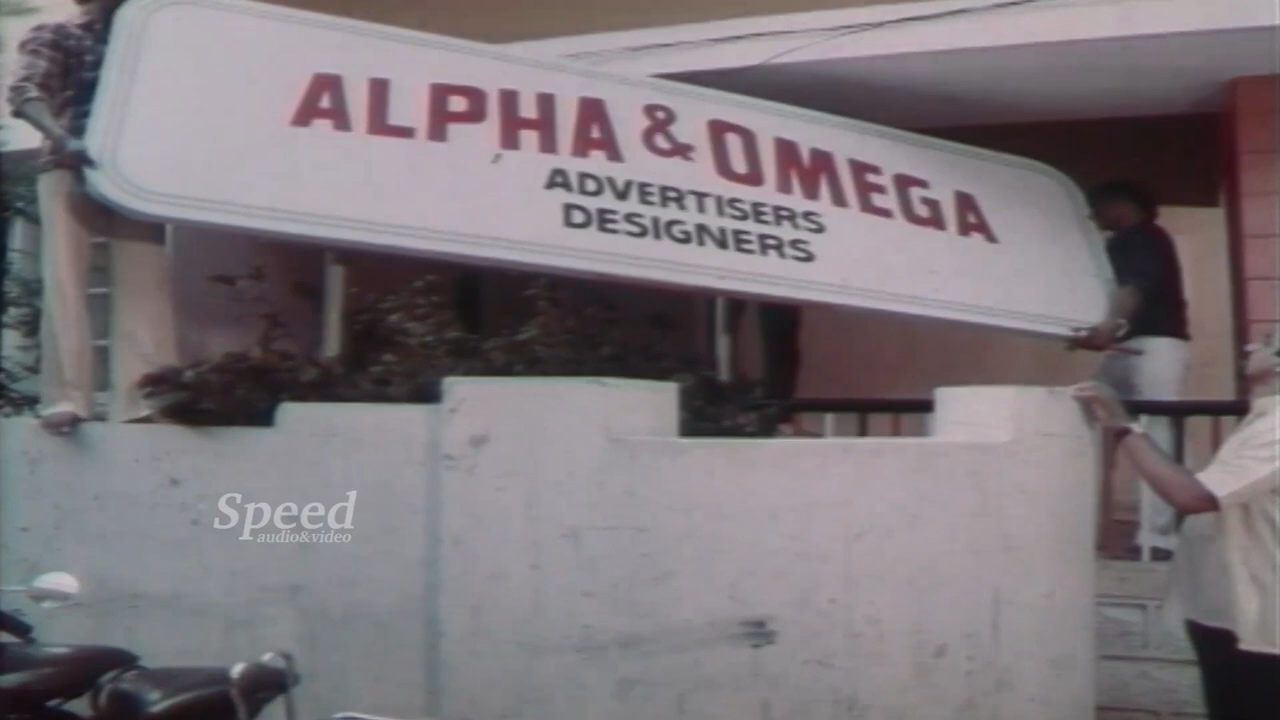 ALPHA & OMEGA
ADVERTISERS
DESIGNERS
Speed
audio&video